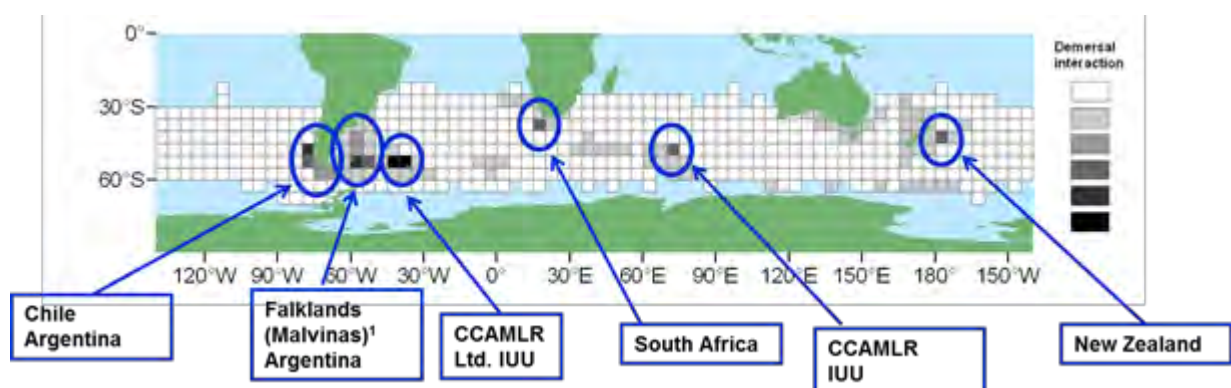 0°
Demersal
interaction
30°S
60°S
120°W 90°W 60°W 30°W 0° 30°E 60°E 90°E 120°E 150°E 180° 150°W
Chile
Argentina
Falklands
(Malvinas)¹
Argentina
CCAMLR
Ltd. IUU
South Africa
CCAMLR
IUU
New Zealand